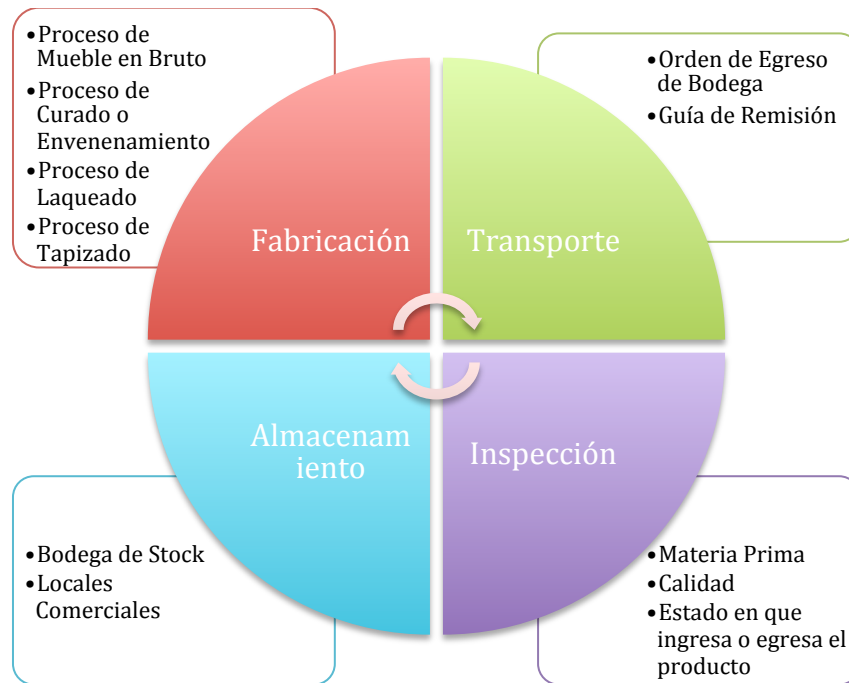 •Proceso de
Mueble en Bruto
•Proceso de
Curado o
Envenenamiento
•Proceso de
Laqueado
•Proceso de
Tapizado
Fabricación
•Orden de Egreso
de Bodega
•Guía de Remisión
Transporte
Almacenam
iento
•Bodega de Stock
•Locales
Comerciales
Inspección
•Materia Prima
•Calidad
•Estado en que
ingresa o egresa el
producto